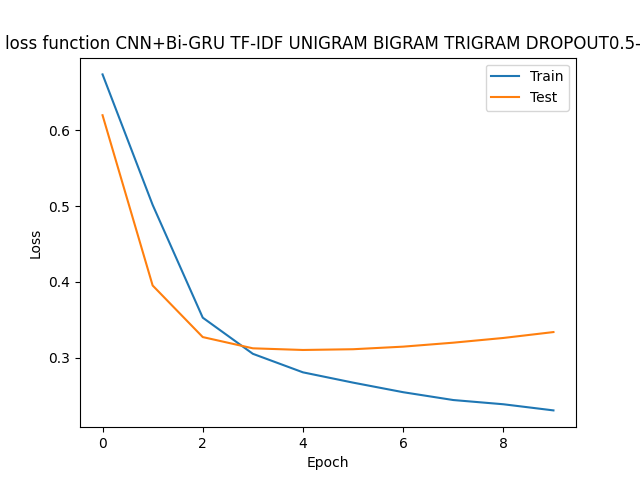 loss function CNN+Bi-GRU TF-IDF UNIGRAM BIGRAM TRIGRAM DROPOUT0.5-
Train
Test
0.6
0.5
0.4
0.3
Loss
0 2 4 6 8
Epoch